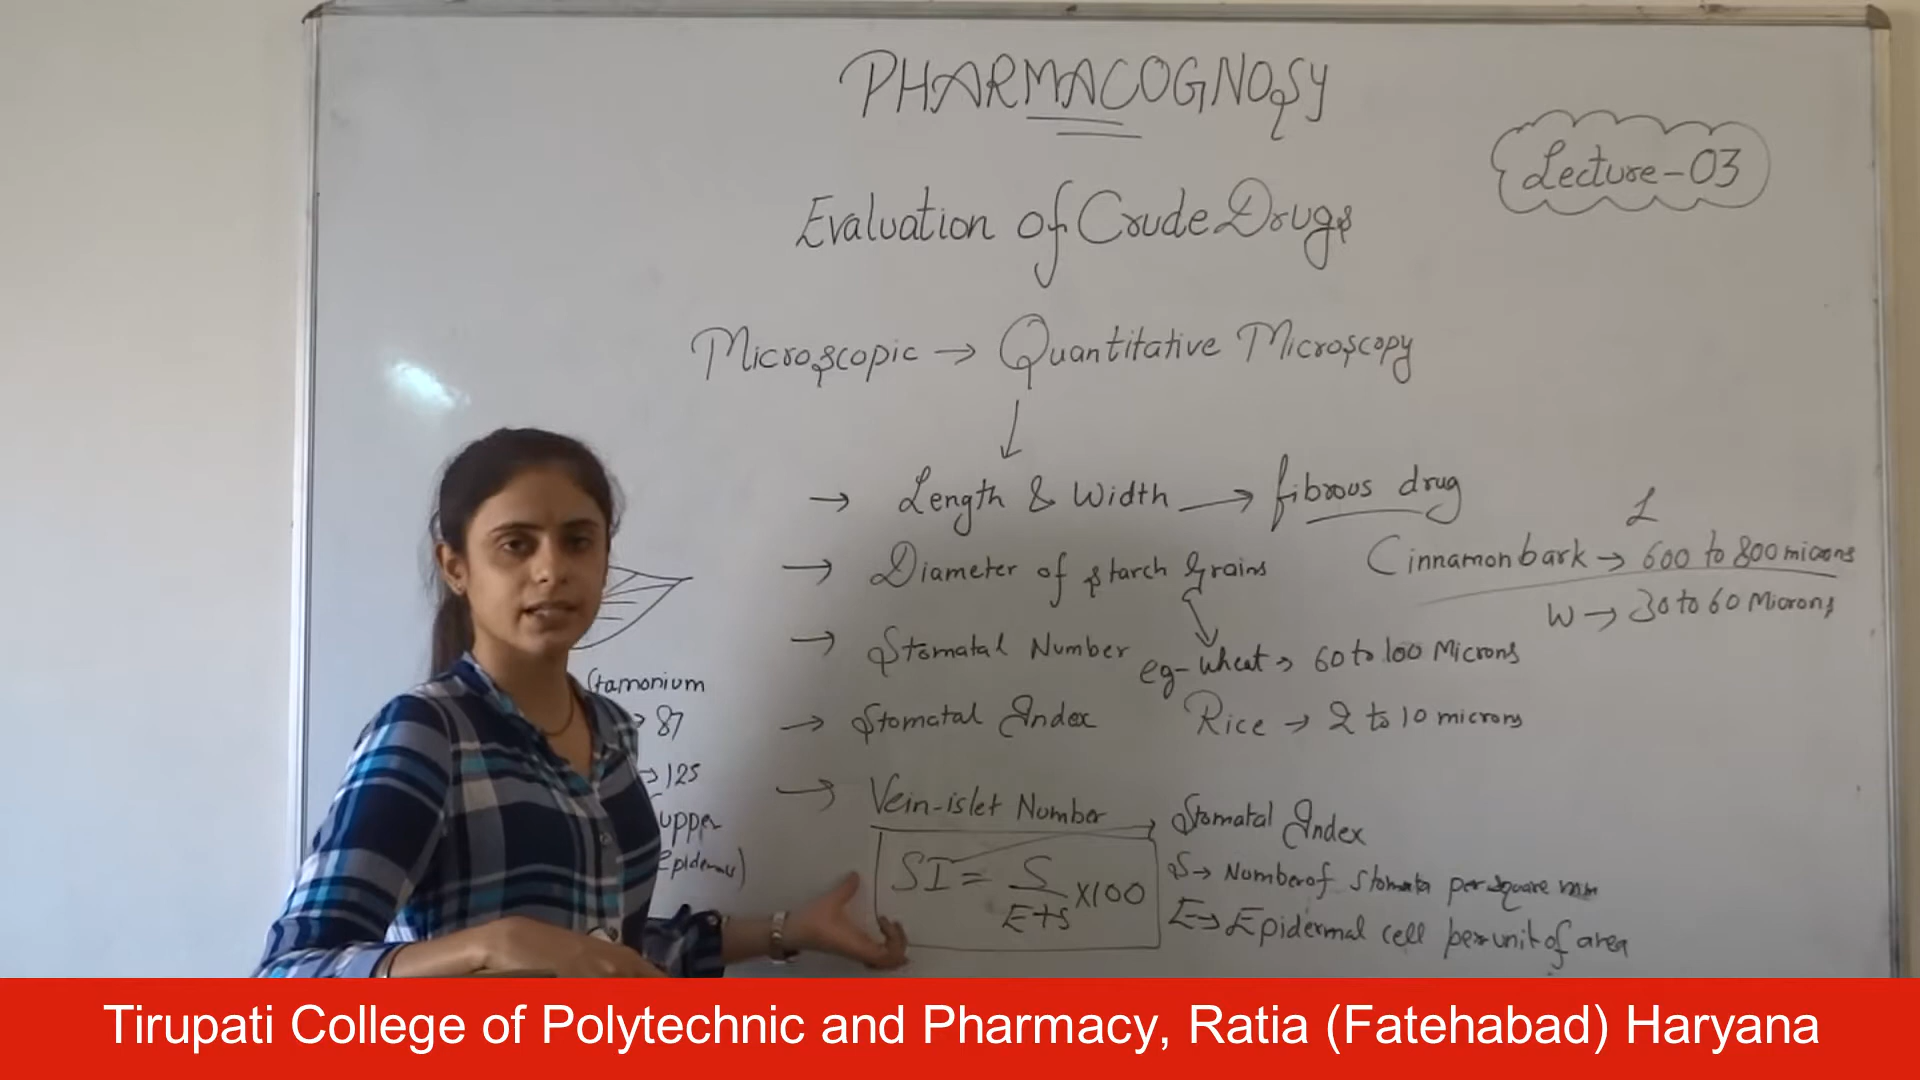 PHARMACOGNOSY
Lecture-03
Evaluation of Crude Drugs
Microscopic → Quantitative Microscopy
→ Length & Width → fibrous drug
L
Cinnamon bark → 600 to 800 microns
W → 30 to 60 Microns
→ Diameter of starch Grains
→ Stomatal Number
eg- Wheat → 60 to 100 Microns
→ Stomatal Index
Rice → 2 to 10 microns
→ Vein-islet Number
Stomatal Index
SI = S/E+S X100
S → Number of Stomata per square mm
E → Epidermal cell per unit of area
Stamonium
→ 87
→ 125
(upper
Epidermis)
Tirupati College of Polytechnic and Pharmacy, Ratia (Fatehabad) Haryana